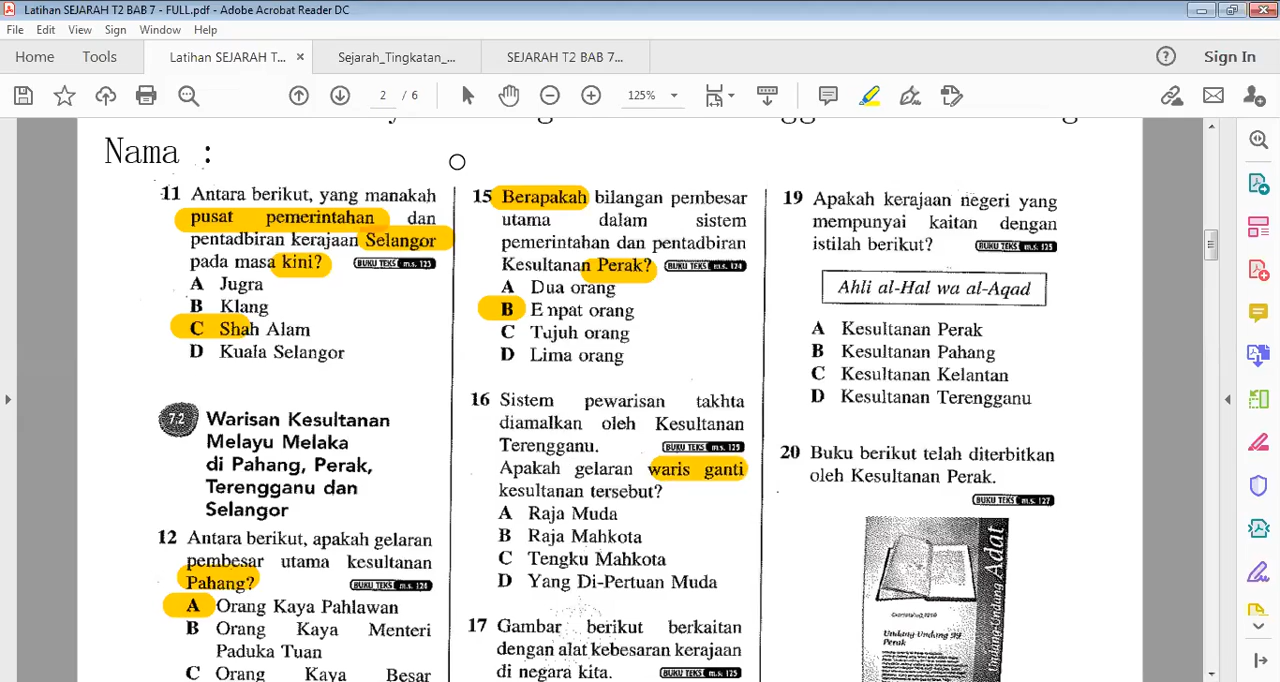 Latihan SEJARAH T2 BAB 7 - FULL.pdf - Adobe Acrobat Reader DC
File Edit View Sign Window Help
Home Tools Latihan SEJARAH T... × Sejarah_Tingkatan_... SEJARAH T2 BAB 7... Sign In
2 / 6 125%
Nama :
11 Antara berikut, yang manakah
pusat pemerintahan dan
pentadbiran kerajaan Selangor
pada masa kini? BUKU TEKS m.s. 123
A Jugra
B Klang
C Shah Alam
D Kuala Selangor
7.2 Warisan Kesultanan
Melayu Melaka
di Pahang, Perak,
Terengganu dan
Selangor
12 Antara berikut, apakah gelaran
pembesar utama kesultanan
Pahang? BUKU TEKS m.s. 124
A Orang Kaya Pahlawan
B Orang Kaya Menteri
Paduka Tuan
C Orang Kaya Besar
15 Berapakah bilangan pembesar
utama dalam sistem
pemerintahan dan pentadbiran
Kesultanan Perak? BUKU TEKS m.s. 124
A Dua orang
B Empat orang
C Tujuh orang
D Lima orang
16 Sistem pewarisan takhta
diamalkan oleh Kesultanan
Terengganu. BUKU TEKS m.s. 125
Apakah gelaran waris ganti
kesultanan tersebut?
A Raja Muda
B Raja Mahkota
C Tengku Mahkota
D Yang Di-Pertuan Muda
17 Gambar berikut berkaitan
dengan alat kebesaran kerajaan
di negara kita. BUKU TEKS m.s. 125
19 Apakah kerajaan negeri yang
mempunyai kaitan dengan
istilah berikut? BUKU TEKS m.s. 125
Ahli al-Hal wa al-Aqad
A Kesultanan Perak
B Kesultanan Pahang
C Kesultanan Kelantan
D Kesultanan Terengganu
20 Buku berikut telah diterbitkan
oleh Kesultanan Perak.
BUKU TEKS m.s. 127
Undang-Undang 99
Perak
Undang-Undang Adat